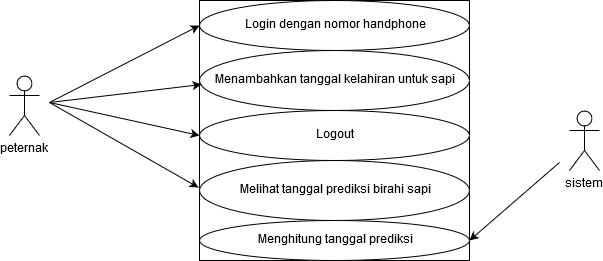 Login dengan nomor handphone
Menambahkan tanggal kelahiran untuk sapi
peternak
Logout
sistem
Melihat tanggal prediksi birahi sapi
Menghitung tanggal prediksi